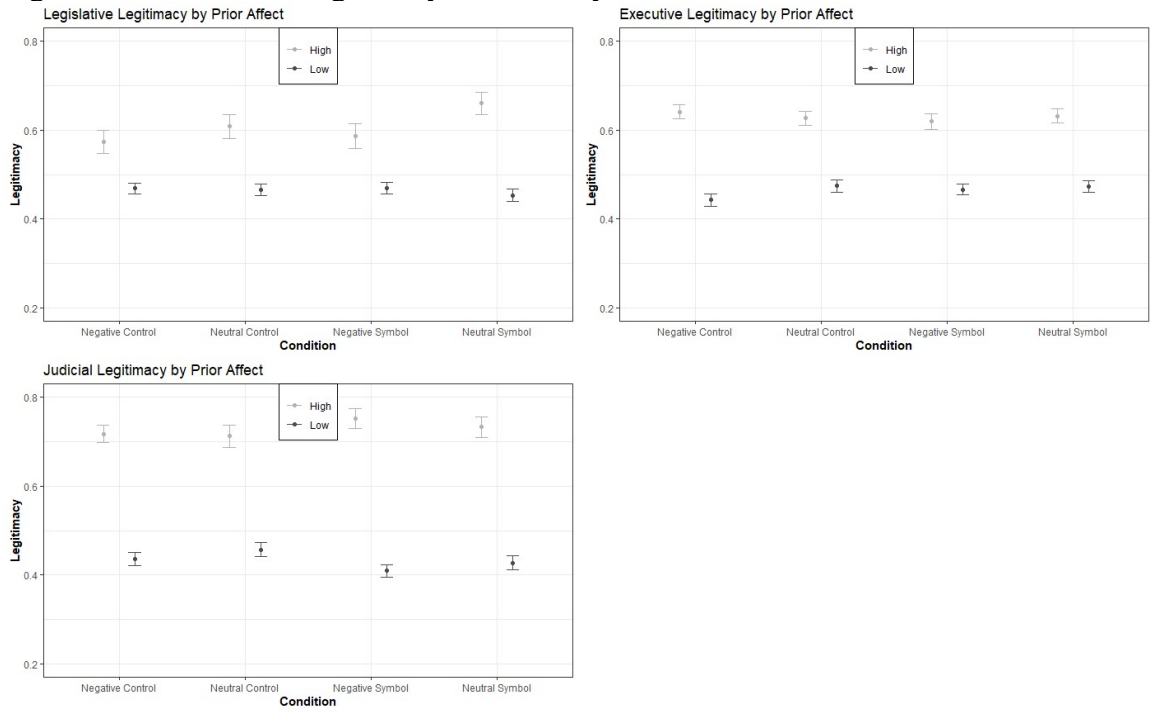 Legislative Legitimacy by Prior Affect
High
Low
0.8
0.6
0.4
0.2
Legitimacy
Negative Control Neutral Control Negative Symbol Neutral Symbol
Condition
Executive Legitimacy by Prior Affect
High
Low
0.8
0.6
0.4
0.2
Legitimacy
Negative Control Neutral Control Negative Symbol Neutral Symbol
Condition
Judicial Legitimacy by Prior Affect
High
Low
0.8
0.6
0.4
0.2
Legitimacy
Negative Control Neutral Control Negative Symbol Neutral Symbol
Condition